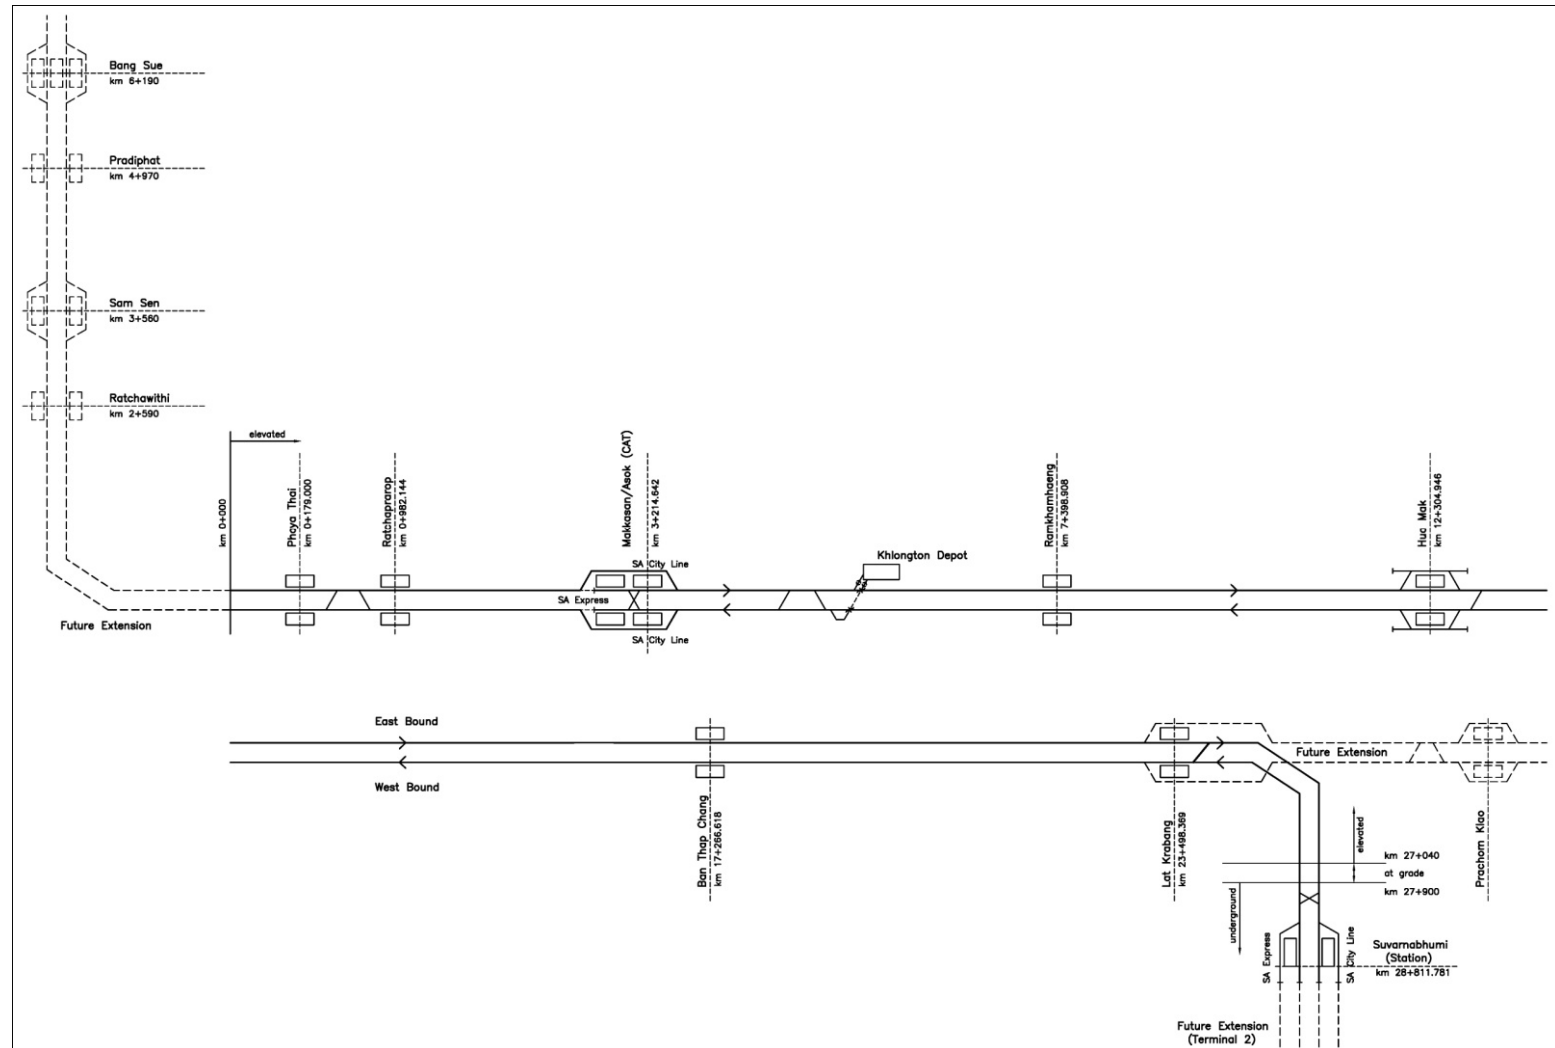 Bang Sue
km 6+190
Pradiphat
km 4+970
Sam Sen
km 3+560
Ratchawithi
km 2+590
elevated
km 0+000
Phaya Thai
km 0+179.000
Ratchaprarop
km 0+982.144
Makkasan/Asok (CAT)
km 3+214.642
SA City Line
SA Express
SA City Line
Khlongton Depot
Ramkhamhaeng
km 7+398.908
Huc Mak
km 12+304.946
Future Extension
East Bound
West Bound
Ban Thap Chang
km 17+266.618
Lat Krabang
km 23+498.369
Future Extension
Prachom Klao
elevated
km 27+040
at grade
km 27+900
underground
SA Express
SA City Line
Suvarnabhumi
(Station)
km 28+811.781
Future Extension
(Terminal 2)